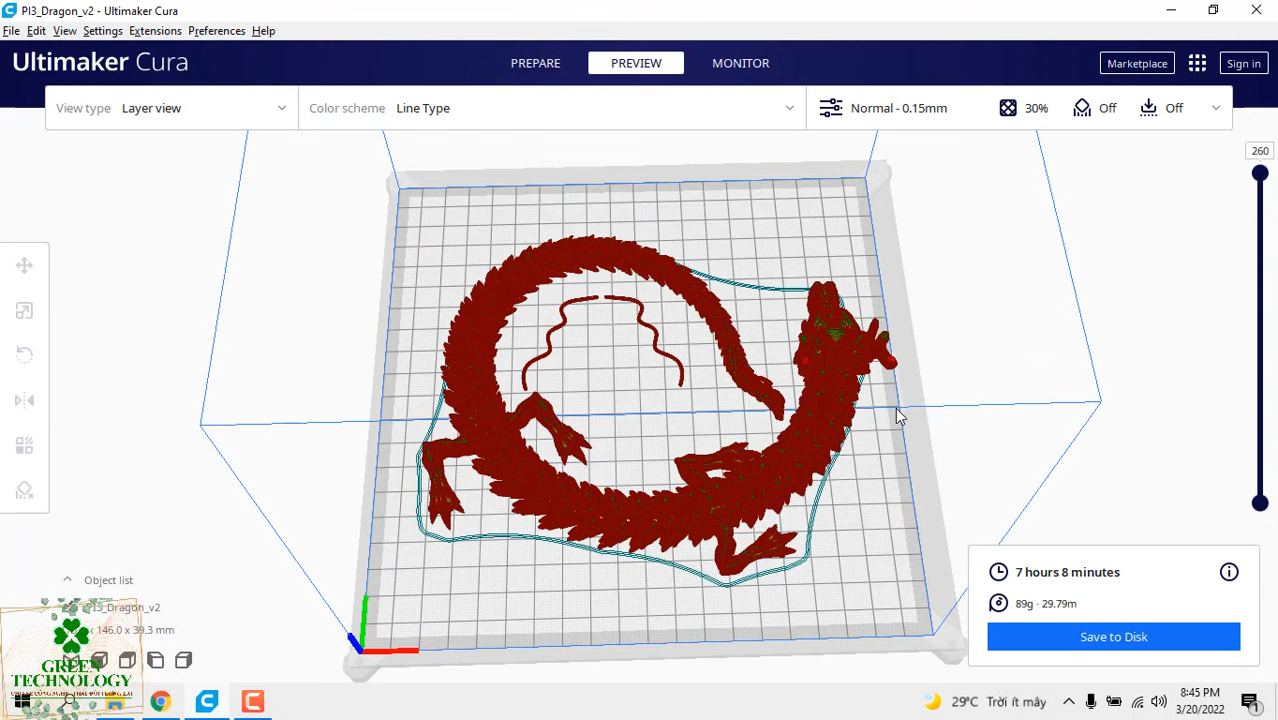 PI3_Dragon_v2 - Ultimaker Cura
File Edit View Settings Extensions Preferences Help
Ultimaker Cura
PREPARE PREVIEW MONITOR
Marketplace Sign in
View type Layer view
Color scheme Line Type
Normal - 0.15mm 30% Off Off
260
7 hours 8 minutes
89g · 29.79m
Save to Disk
Object list
PI3_Dragon_v2
x 146.0 x 39.3 mm
GREEN
TECHNOLOGY
29°C Trời ít mây
8:45 PM
3/20/2022
1